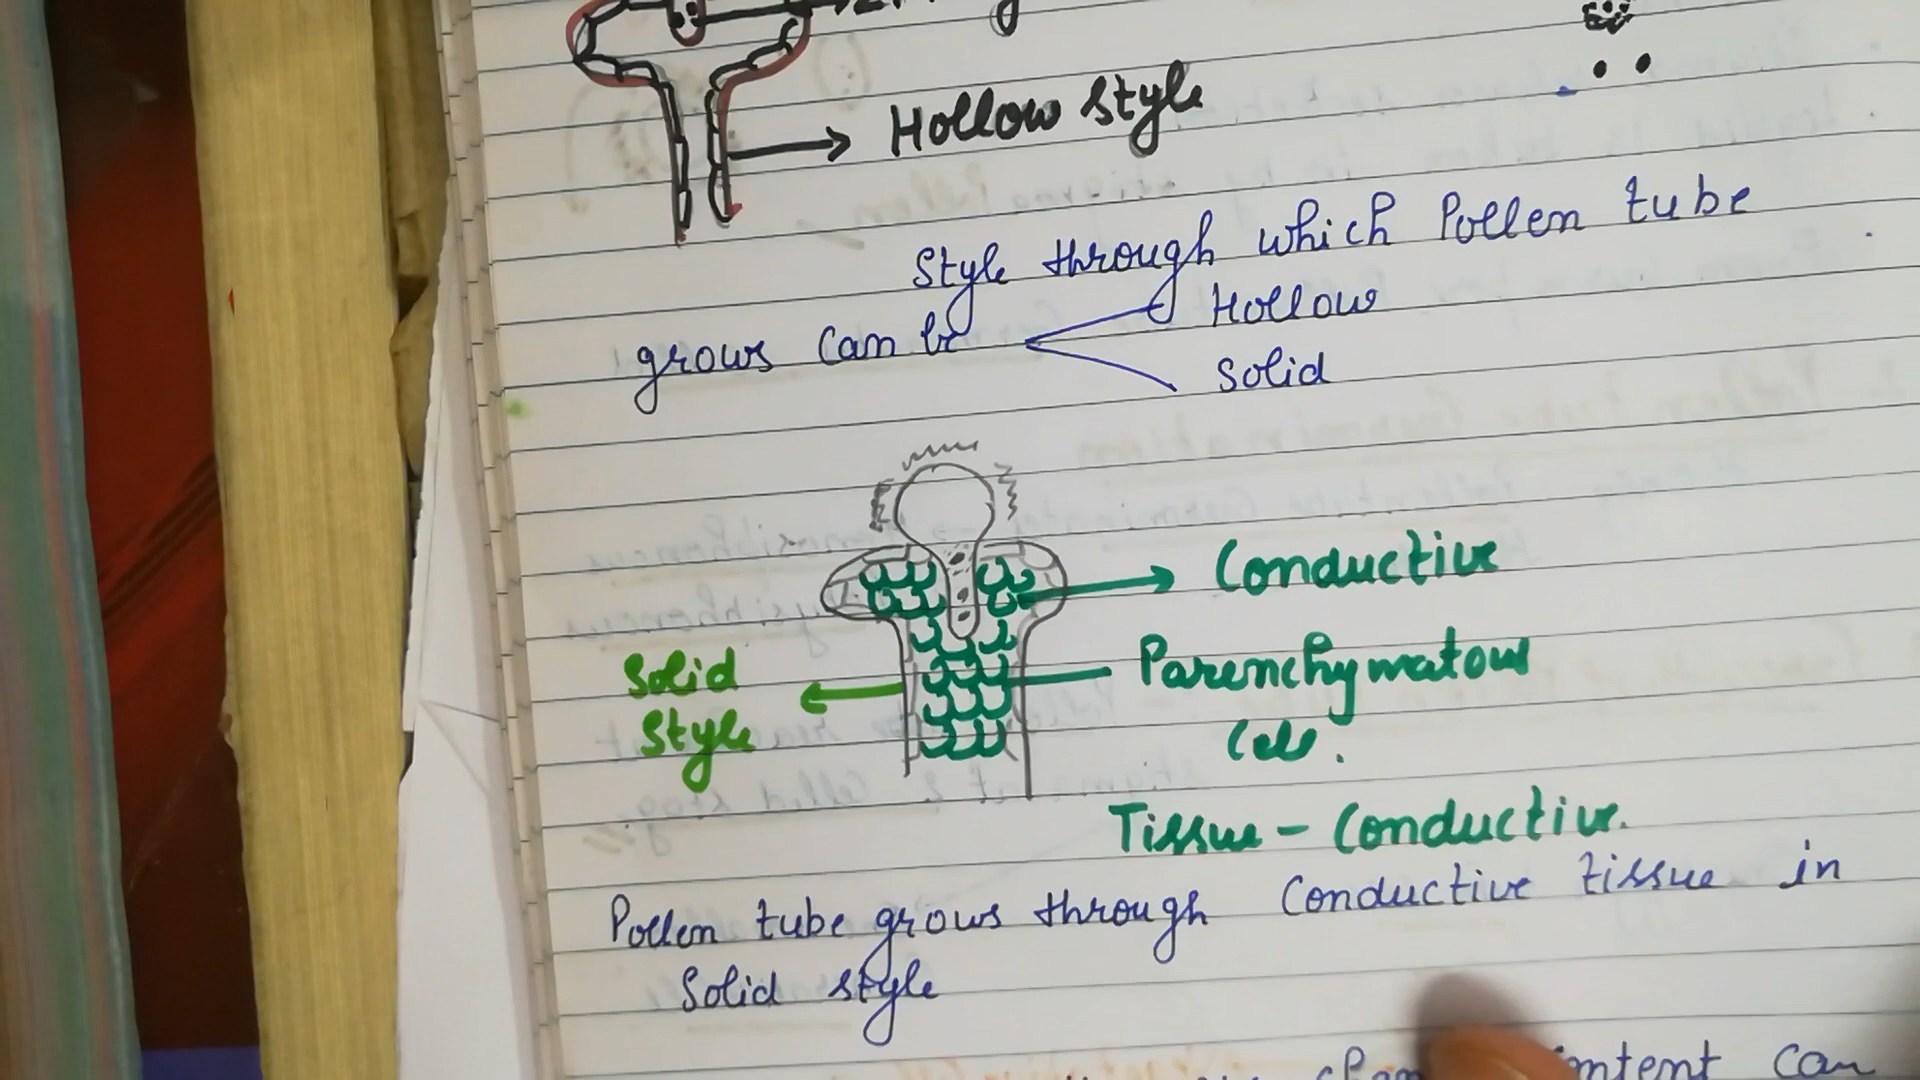 Hollow style
Style through which Pollen tube
grows can be
Hollow
Solid
Conductive
Solid
Style
Parenchymatous
Cells.
Tissue - Conductive.
Pollen tube grows through Conductive tissue in
Solid style
can